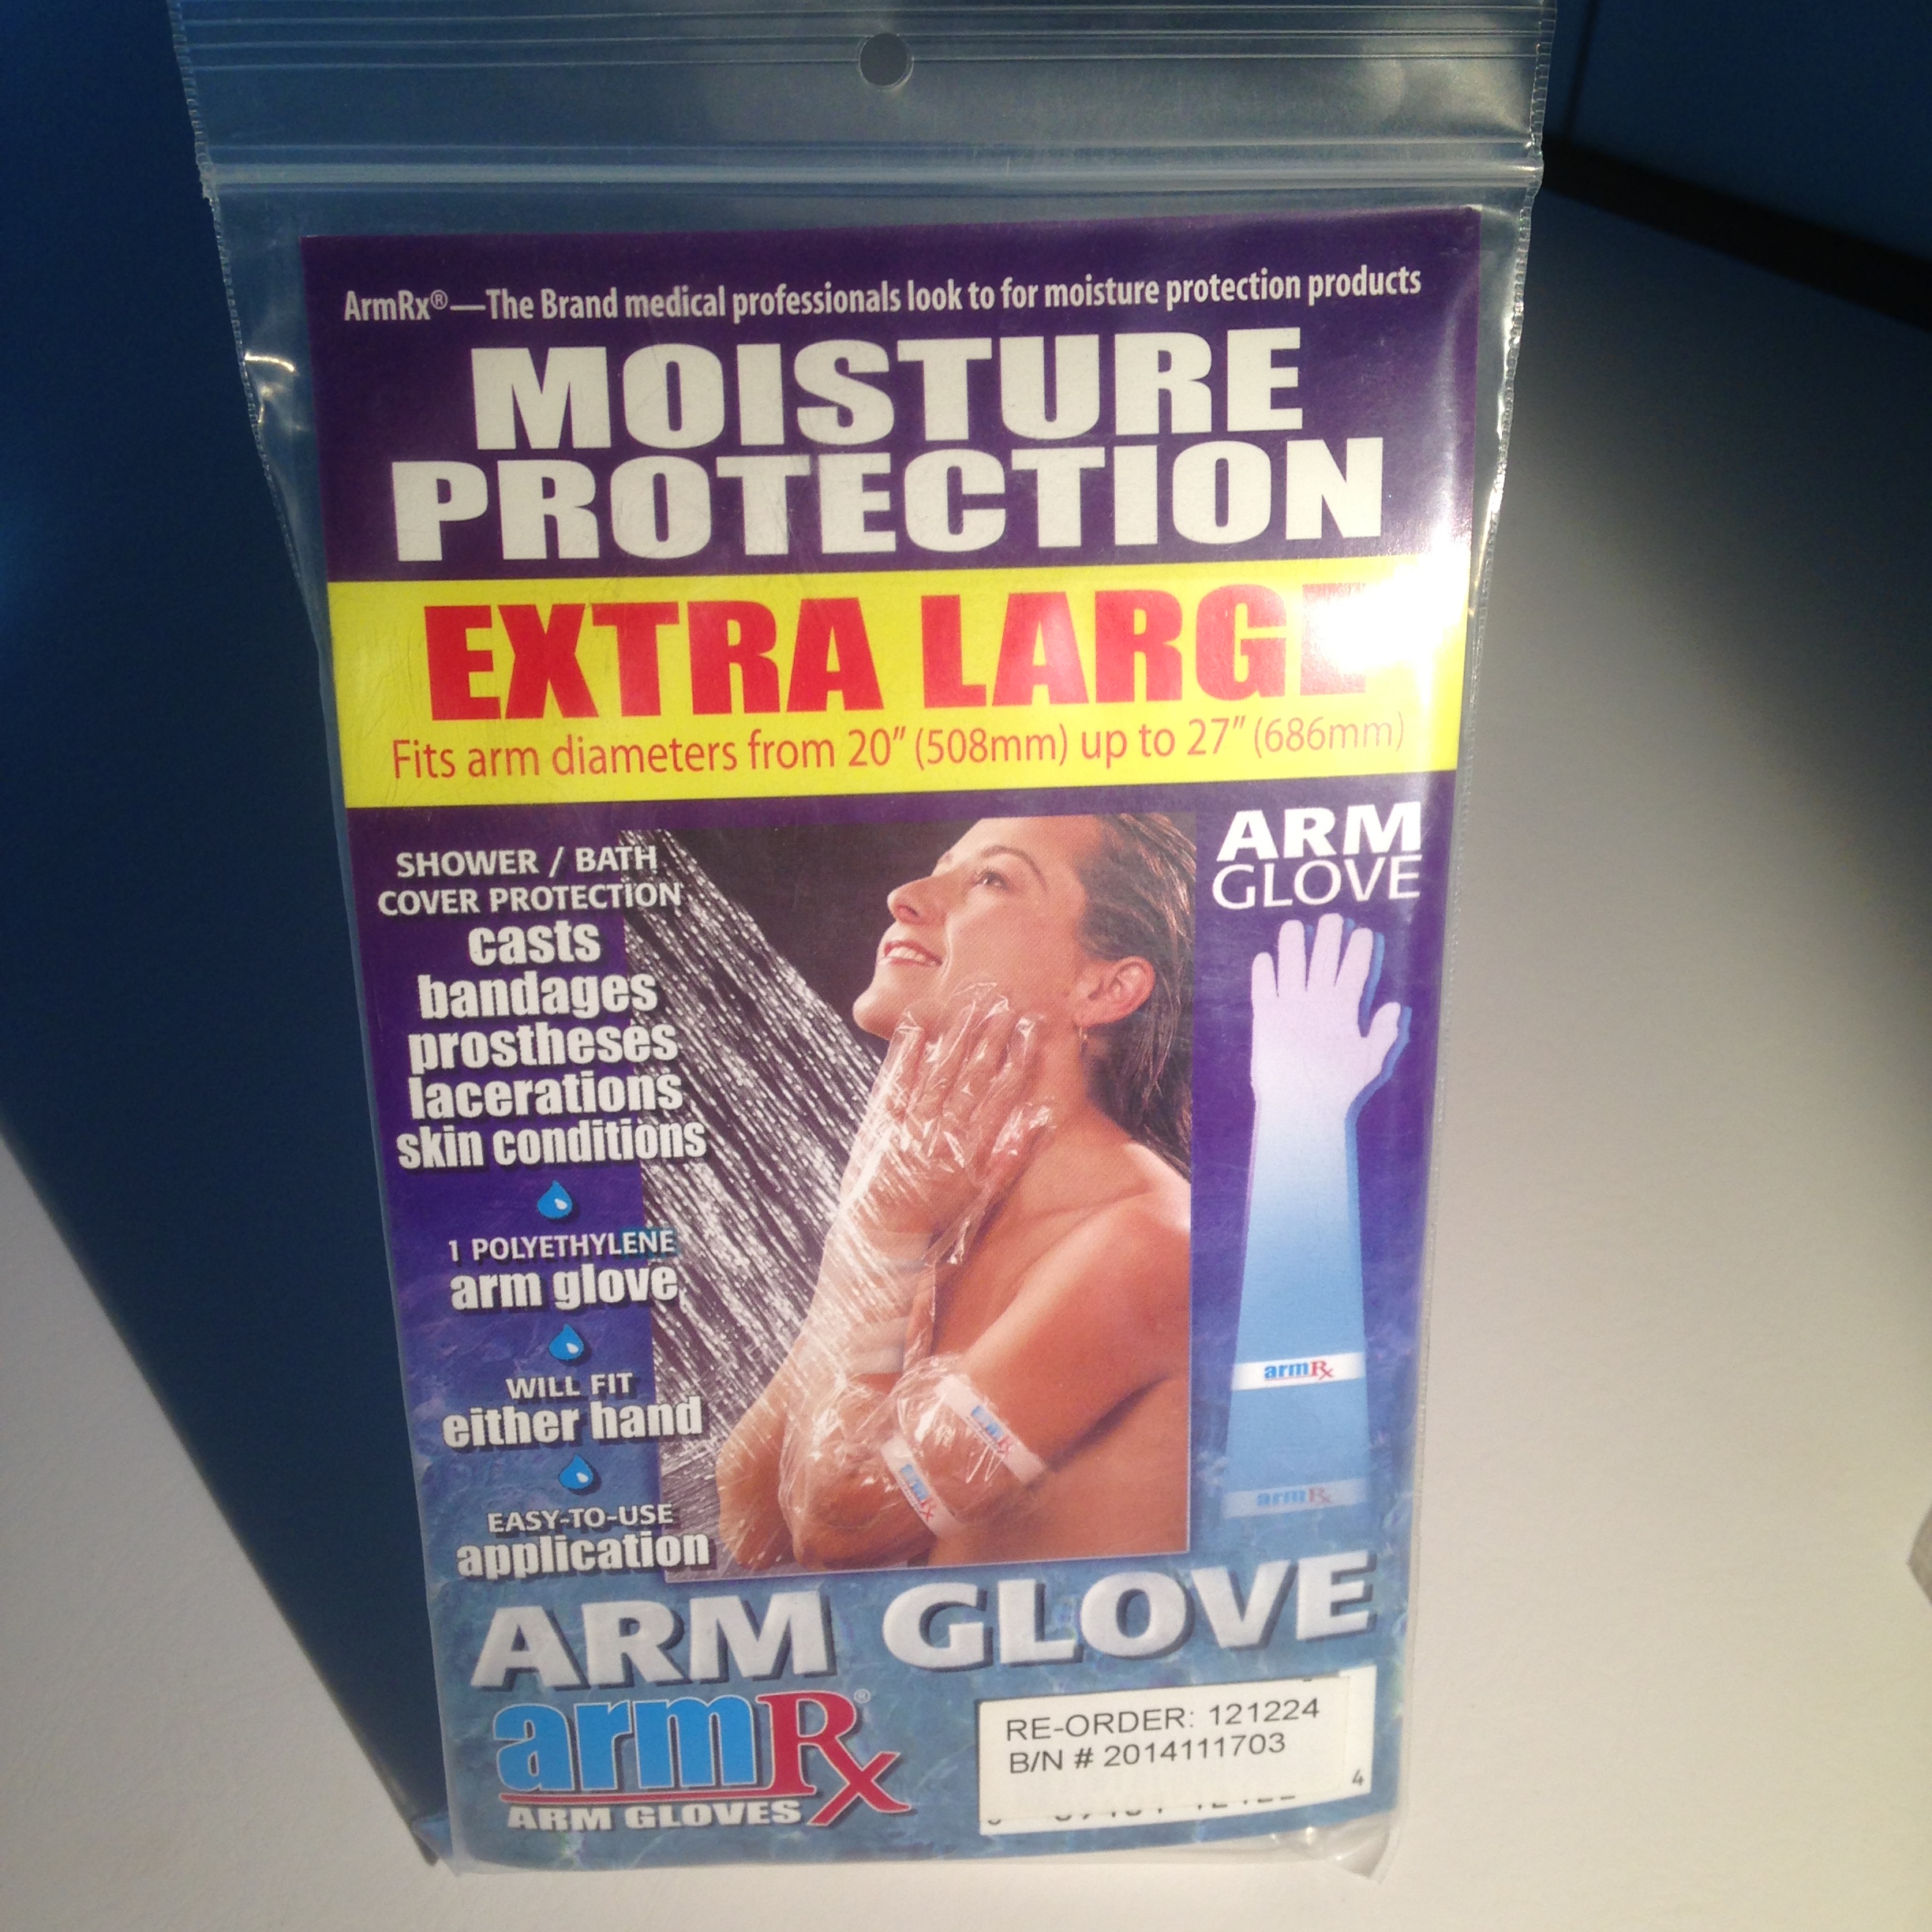 ArmRx®—The Brand medical professionals look to for moisture protection products
MOISTURE
PROTECTION
EXTRA LARGE
Fits arm diameters from 20" (508mm) up to 27" (686mm)
SHOWER / BATH
COVER PROTECTION
casts
bandages
prostheses
lacerations
skin conditions
1 POLYETHYLENE
arm glove
WILL FIT
either hand
EASY-TO-USE
application
ARM
GLOVE
armRx
armRx
armRx
armRx
ARM GLOVE
armRx®
ARM GLOVES
RE-ORDER: 121224
B/N # 2014111703
4